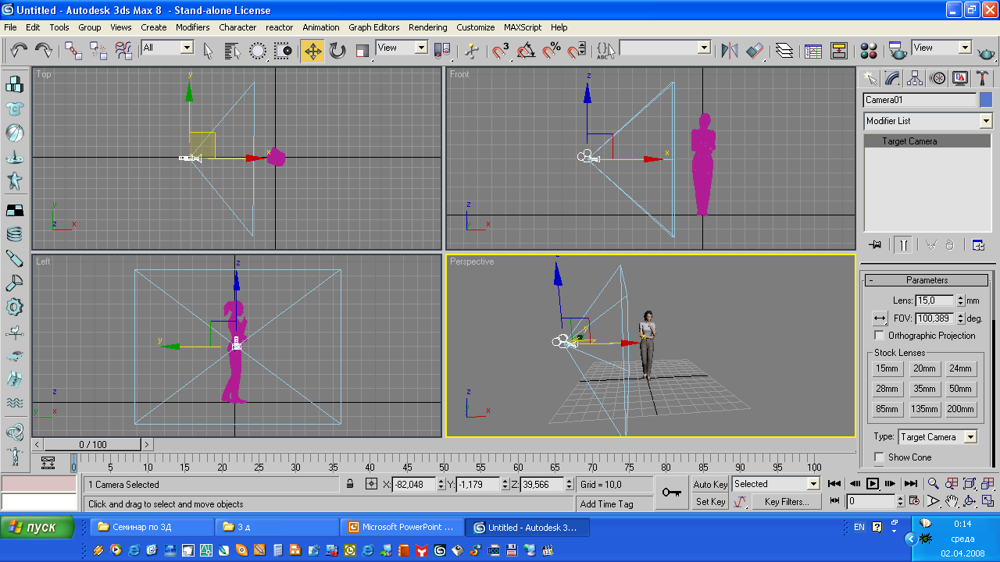 Untitled - Autodesk 3ds Max 8 - Stand-alone License
File Edit Tools Group Views Create Modifiers Character reactor Animation Graph Editors Rendering Customize MAXScript Help
All View 3 % {} ABC View
Top
y
x
y
z x
Front
z
x
z
y x
Left
z
y
z
y x
Perspective
z
y
z
y x
Camera01
Modifier List
Target Camera
- Parameters
Lens: 15,0 mm
FOV: 100,389 deg.
Orthographic Projection
Stock Lenses
15mm 20mm 24mm
28mm 35mm 50mm
85mm 135mm 200mm
Type: Target Camera
Show Cone
< 0 / 100 >
0 5 10 15 20 25 30 35 40 45 50 55 60 65 70 75 80 85 90 95 100
1 Camera Selected X: -82,048 Y: -1,179 Z: 39,566 Grid = 10,0 Auto Key Selected
Click and drag to select and move objects Add Time Tag Set Key Key Filters... 0
пуск Семинар по 3Д 3 д Microsoft PowerPoint ... Untitled - Autodesk 3... EN 0:14
среда
02.04.2008